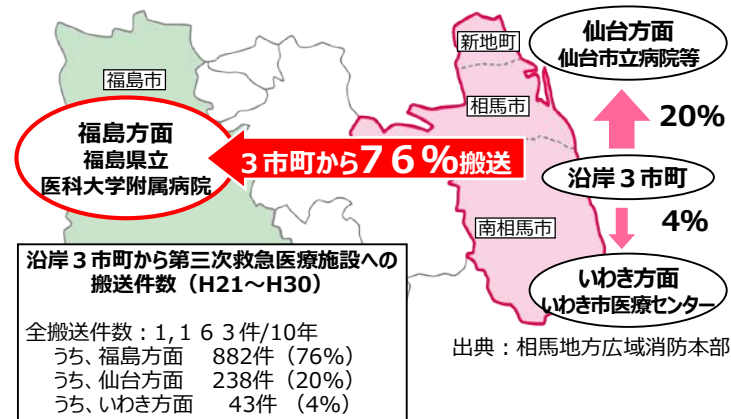 新地町
仙台方面
仙台市立病院等
福島市
相馬市
20%
福島方面
福島県立
医科大学附属病院
3市町から76%搬送
沿岸3市町
4%
南相馬市
いわき方面
いわき市医療センター
沿岸3市町から第三次救急医療施設への
搬送件数(H21~H30)
全搬送件数:1,163件/10年
うち、福島方面 882件(76%)
うち、仙台方面 238件(20%)
うち、いわき方面 43件(4%)
出典:相馬地方広域消防本部